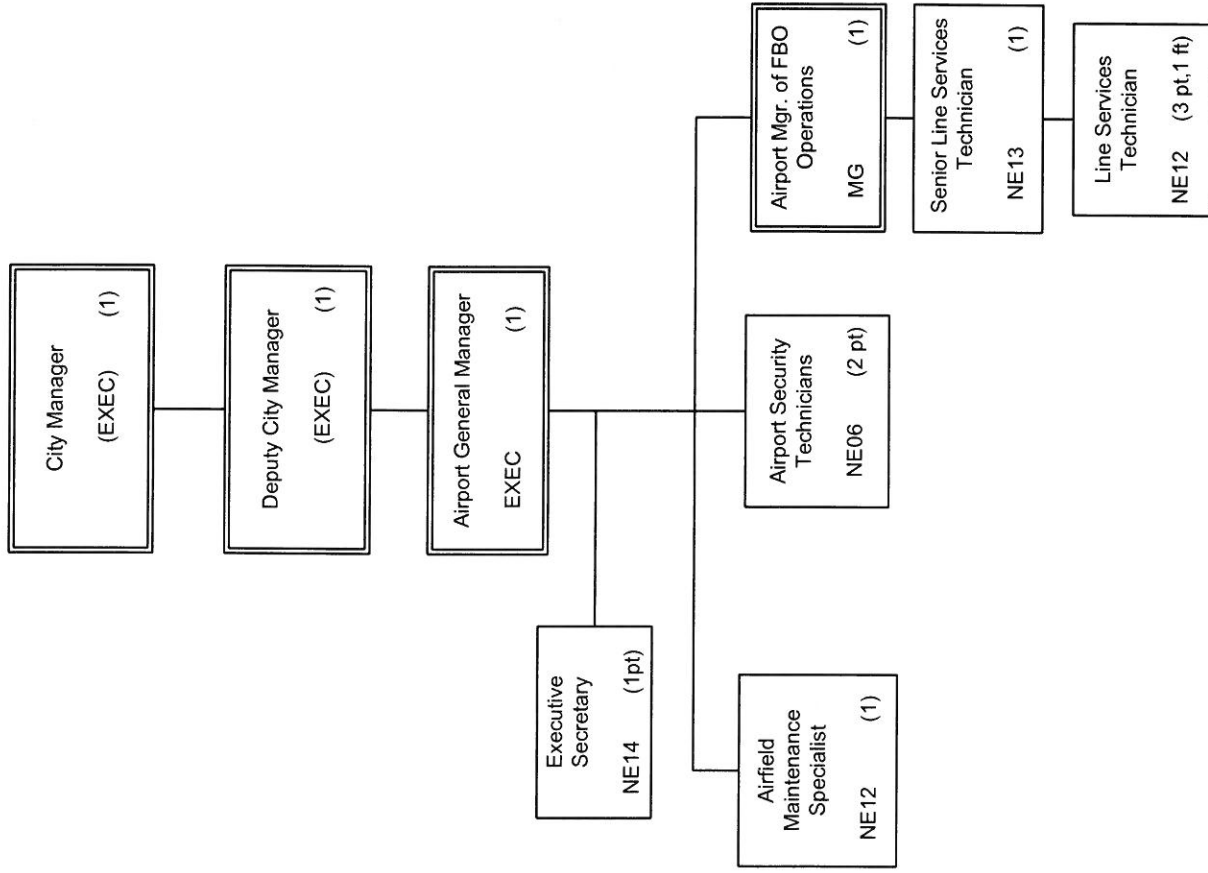 City Manager
(EXEC) (1)
Deputy City Manager
(EXEC) (1)
Airport General Manager
EXEC (1)
Executive
Secretary
NE14 (1pt)
Airfield
Maintenance
Specialist
NE12 (1)
Airport Security
Technicians
NE06 (2 pt)
Airport Mgr. of FBO
Operations
MG (1)
Senior Line Services
Technician
NE13 (1)
Line Services
Technician
NE12 (3 pt,1 ft)